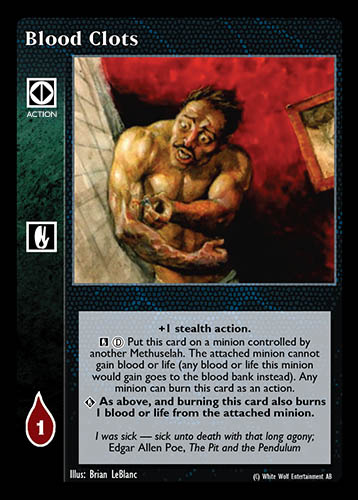 Blood Clots
ACTION
+1 stealth action.
Ⓓ Put this card on a minion controlled by
another Methuselah. The attached minion cannot
gain blood or life (any blood or life this minion
would gain goes to the blood bank instead). Any
minion can burn this card as an action.
As above, and burning this card also burns
1 blood or life from the attached minion.
I was sick — sick unto death with that long agony;
Edgar Allen Poe, The Pit and the Pendulum
1
Illus: Brian LeBlanc
(C) White Wolf Entertainment AB